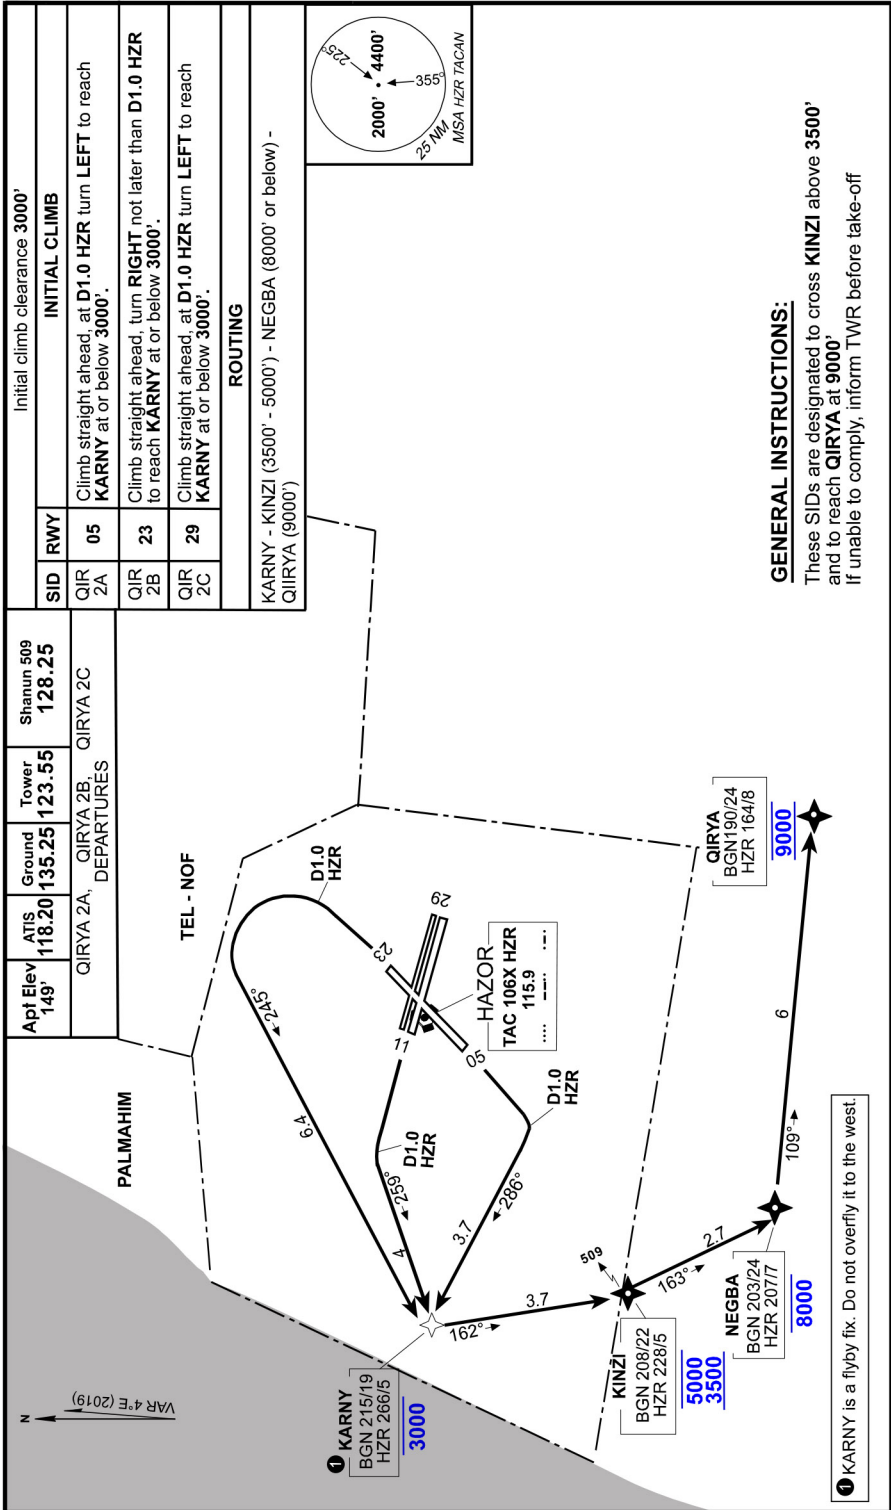 Apt Elev
149'
ATIS
118.20
Ground
135.25
Tower
123.55
Shanun 509
128.25
QIRYA 2A, QIRYA 2B, QIRYA 2C
DEPARTURES
Initial climb clearance 3000'
SID RWY INITIAL CLIMB
QIR
2A
05
Climb straight ahead, at D1.0 HZR turn LEFT to reach
KARNY at or below 3000'.
QIR
2B
23
Climb straight ahead, turn RIGHT not later than D1.0 HZR
to reach KARNY at or below 3000'.
QIR
2C
29
Climb straight ahead, at D1.0 HZR turn LEFT to reach
KARNY at or below 3000'.
ROUTING
KARNY - KINZI (3500' - 5000') - NEGBA (8000' or below) -
QIIRYA (9000')
225°
2000' 4400'
355°
25 NM
MSA HZR TACAN
N
VAR 4°E (2019)
PALMAHIM
TEL - NOF
D1.0
HZR
245°
6.4
23
29
11
05
HAZOR
TAC 106X HZR
115.9
D1.0
HZR
259°
4
D1.0
HZR
286°
3.7
1 KARNY
BGN 215/19
HZR 266/5
3000
162°
3.7
509
KINZI
BGN 208/22
HZR 228/5
5000
3500
163°
2.7
NEGBA
BGN 203/24
HZR 207/7
8000
109°
6
QIRYA
BGN190/24
HZR 164/8
9000
GENERAL INSTRUCTIONS:
These SIDs are designated to cross KINZI above 3500'
and to reach QIRYA at 9000'
If unable to comply, inform TWR before take-off
1 KARNY is a flyby fix. Do not overfly it to the west.